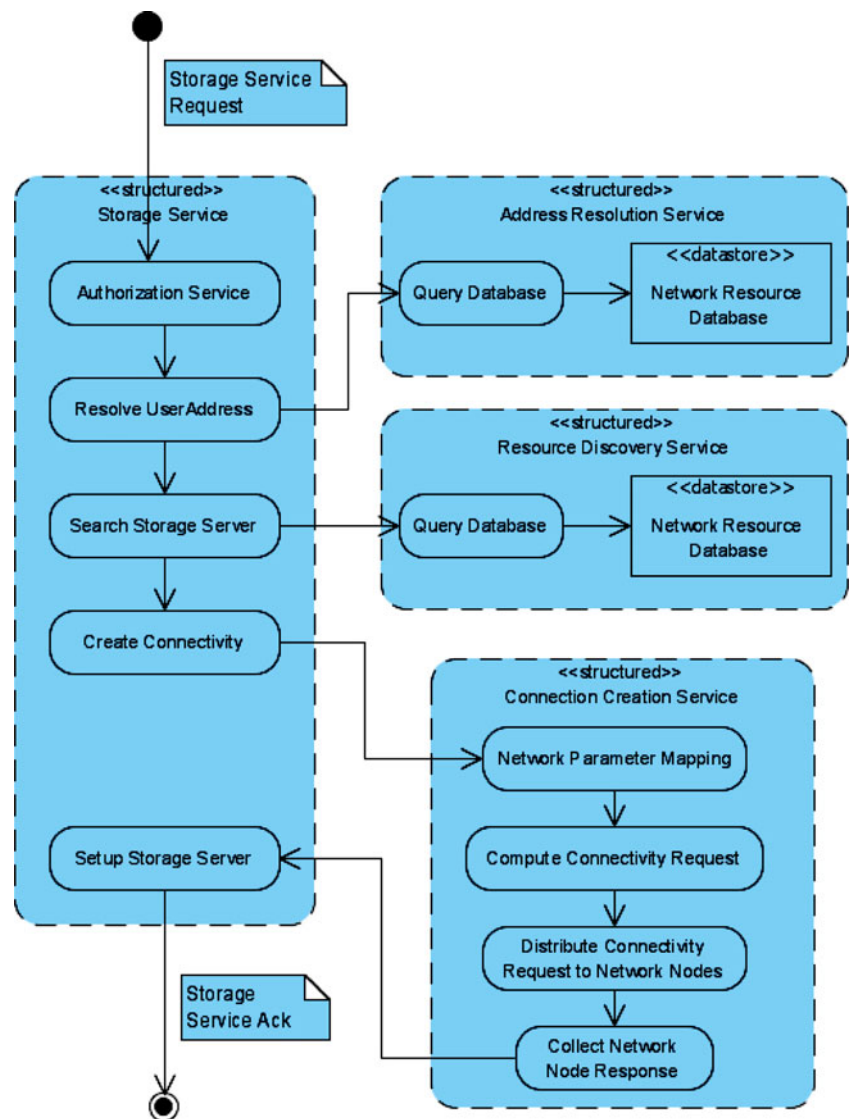 Storage Service
Request
<<structured>>
Storage Service
Authorization Service
Resolve UserAddress
Search Storage Server
Create Connectivity
Setup Storage Server
Storage
Service Ack
<<structured>>
Address Resolution Service
Query Database
<<datastore>>
Network Resource
Database
<<structured>>
Resource Discovery Service
Query Database
<<datastore>>
Network Resource
Database
<<structured>>
Connection Creation Service
Network Parameter Mapping
Compute Connectivity Request
Distribute Connectivity
Request to Network Nodes
Collect Network
Node Response